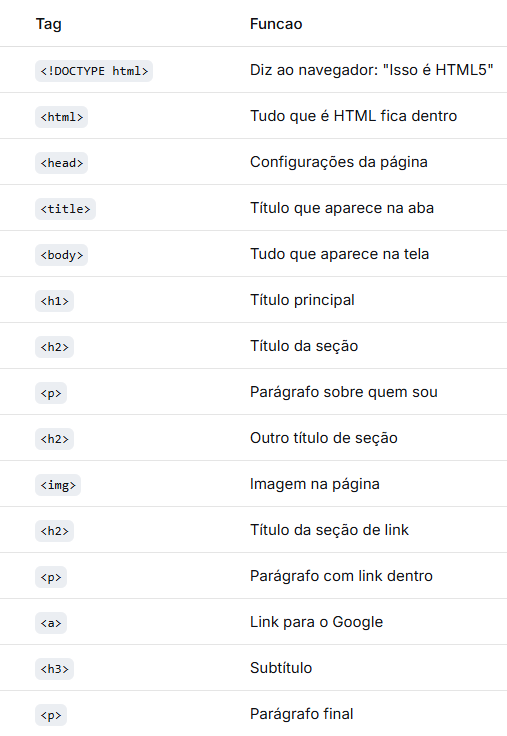 Tag Funcao
<!DOCTYPE html> Diz ao navegador: "Isso é HTML5"
<html> Tudo que é HTML fica dentro
<head> Configurações da página
<title> Título que aparece na aba
<body> Tudo que aparece na tela
<h1> Título principal
<h2> Título da seção
<p> Parágrafo sobre quem sou
<h2> Outro título de seção
<img> Imagem na página
<h2> Título da seção de link
<p> Parágrafo com link dentro
<a> Link para o Google
<h3> Subtítulo
<p> Parágrafo final